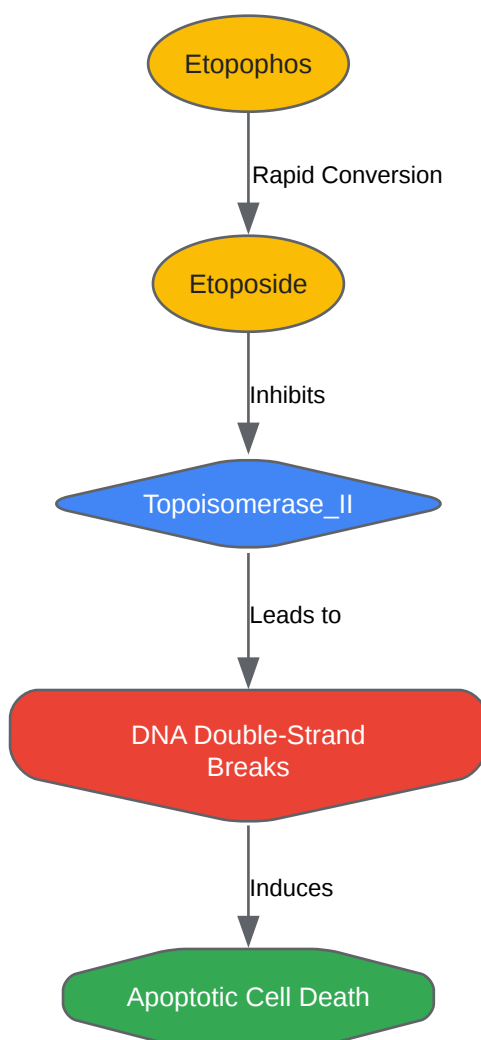 Etopophos
Rapid Conversion
Etoposide
Inhibits
Topoisomerase_II
Leads to
DNA Double-Strand
Breaks
Induces
Apoptotic Cell Death